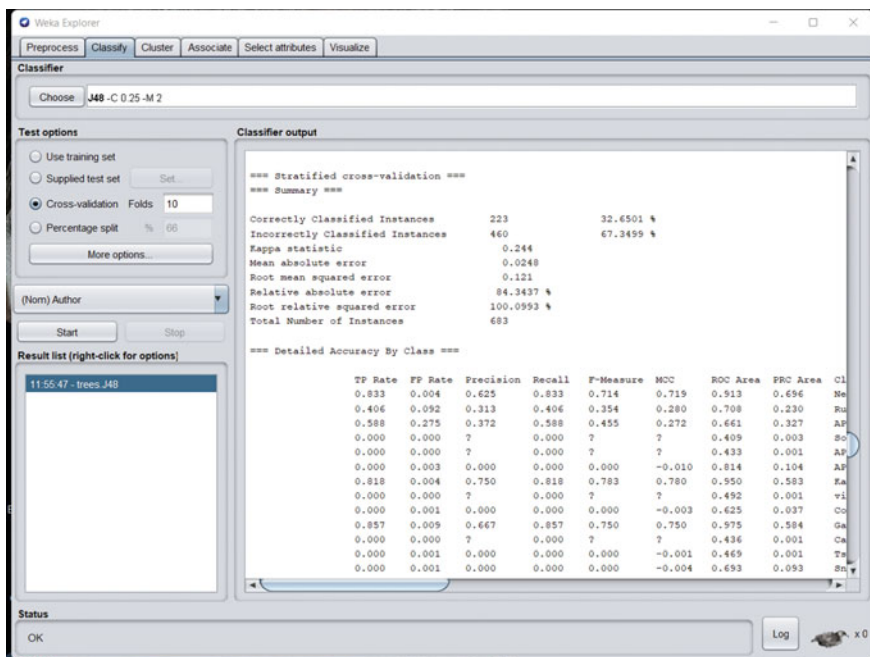 Weka Explorer
Preprocess Classify Cluster Associate Select attributes Visualize
Classifier
Choose J48 -C 0.25 -M 2
Test options
Use training set
Supplied test set Set...
Cross-validation Folds 10
Percentage split % 66
More options...
(Nom) Author
Start Stop
Result list (right-click for options)
11:55:47 - trees.J48
Classifier output
=== Stratified cross-validation ===
=== Summary ===
Correctly Classified Instances 223 32.6501 %
Incorrectly Classified Instances 460 67.3499 %
Kappa statistic 0.244
Mean absolute error 0.0248
Root mean squared error 0.121
Relative absolute error 84.3437 %
Root relative squared error 100.0993 %
Total Number of Instances 683
=== Detailed Accuracy By Class ===
TP Rate FP Rate Precision Recall F-Measure MCC ROC Area PRC Area Cl
0.833 0.004 0.625 0.833 0.714 0.719 0.913 0.696 Ne
0.406 0.092 0.313 0.406 0.354 0.280 0.708 0.230 Ru
0.588 0.275 0.372 0.588 0.455 0.272 0.661 0.327 AP
0.000 0.000 ? 0.000 ? ? 0.409 0.003 So
0.000 0.000 ? 0.000 ? ? 0.433 0.001 AP
0.000 0.003 0.000 0.000 0.000 -0.010 0.814 0.104 AP
0.818 0.004 0.750 0.818 0.783 0.780 0.950 0.583 Ka
0.000 0.000 ? 0.000 ? ? 0.492 0.001 vi
0.000 0.001 0.000 0.000 0.000 -0.003 0.625 0.037 Co
0.857 0.009 0.667 0.857 0.750 0.750 0.975 0.584 Ga
0.000 0.000 ? 0.000 ? ? 0.436 0.001 Ca
0.000 0.001 0.000 0.000 0.000 -0.001 0.469 0.001 Ts
0.000 0.001 0.000 0.000 0.000 -0.004 0.693 0.093 Sn
Status
OK
Log x 0